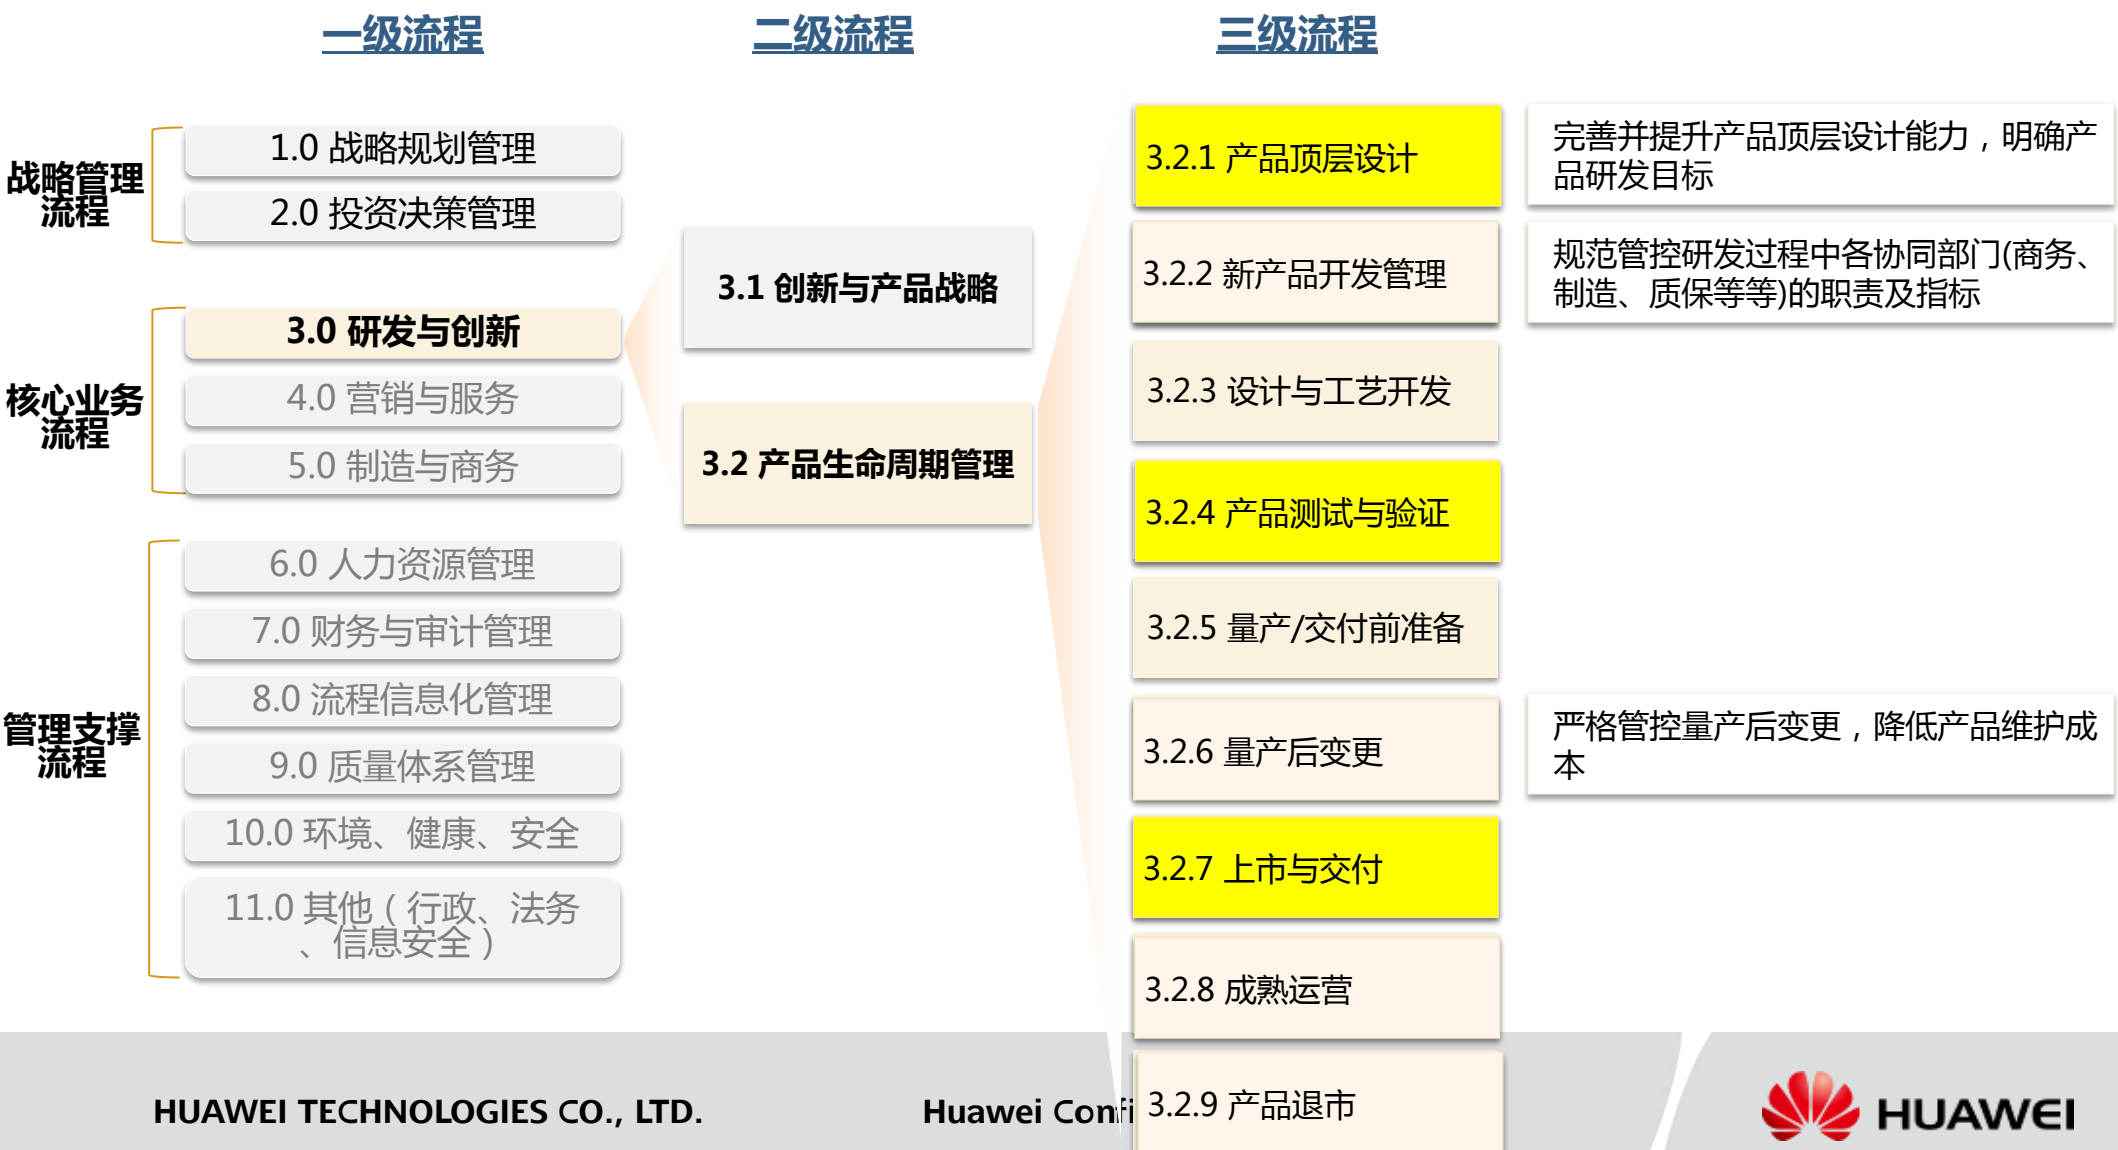 一级流程
二级流程
三级流程
战略管理
流程
1.0 战略规划管理
2.0 投资决策管理
核心业务
流程
3.0 研发与创新
4.0 营销与服务
5.0 制造与商务
管理支撑
流程
6.0 人力资源管理
7.0 财务与审计管理
8.0 流程信息化管理
9.0 质量体系管理
10.0 环境、健康、安全
11.0 其他（行政、法务
、信息安全）
3.1 创新与产品战略
3.2 产品生命周期管理
3.2.1 产品顶层设计
完善并提升产品顶层设计能力，明确产
品研发目标
3.2.2 新产品开发管理
规范管控研发过程中各协同部门(商务、
制造、质保等等)的职责及指标
3.2.3 设计与工艺开发
3.2.4 产品测试与验证
3.2.5 量产/交付前准备
3.2.6 量产后变更
严格管控量产后变更，降低产品维护成
本
3.2.7 上市与交付
3.2.8 成熟运营
3.2.9 产品退市
HUAWEI TECHNOLOGIES CO., LTD.
Huawei Confi
HUAWEI